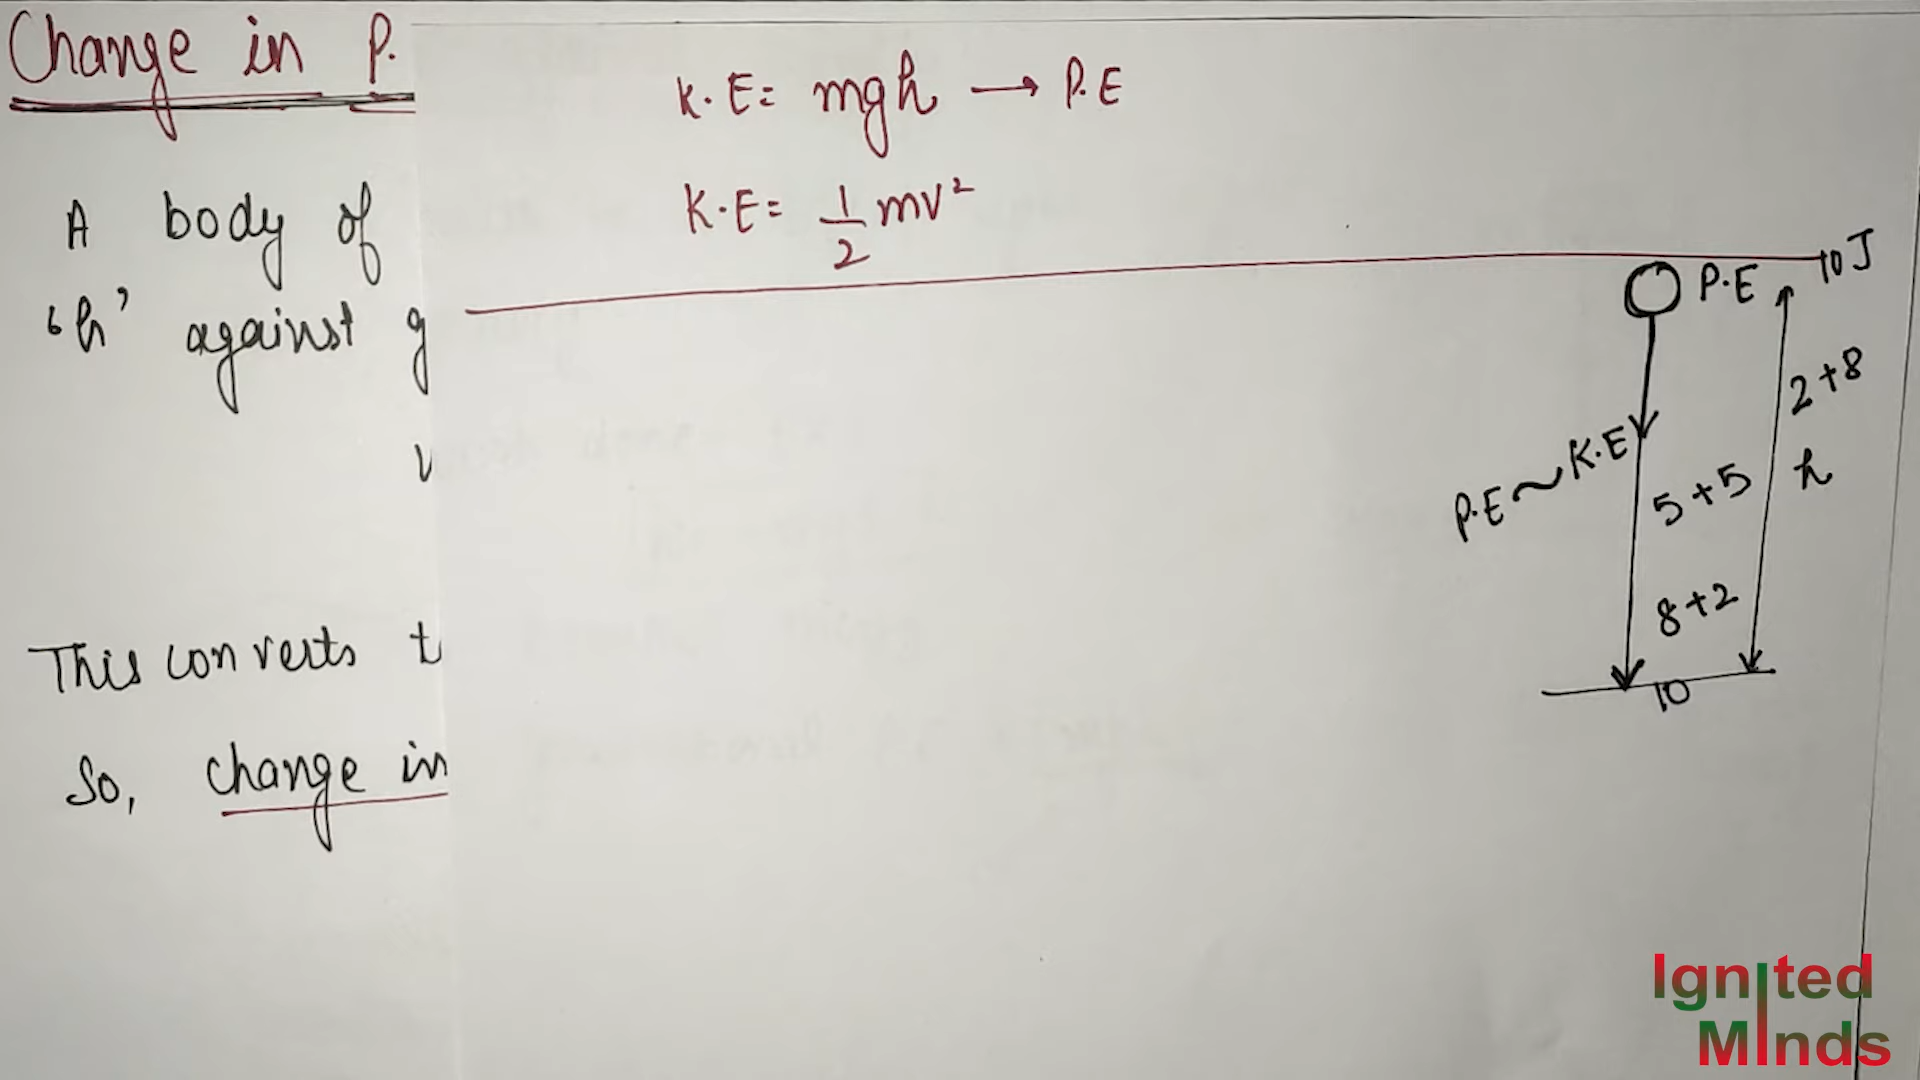 Change in P.
A body of
'h' against g
This converts t
So, change in
K.E = mgh → P.E
K.E = 1/2 mv²
P.E 10J
2+8
h
P.E ~ K.E
5+5
8+2
10
Ignited
Minds